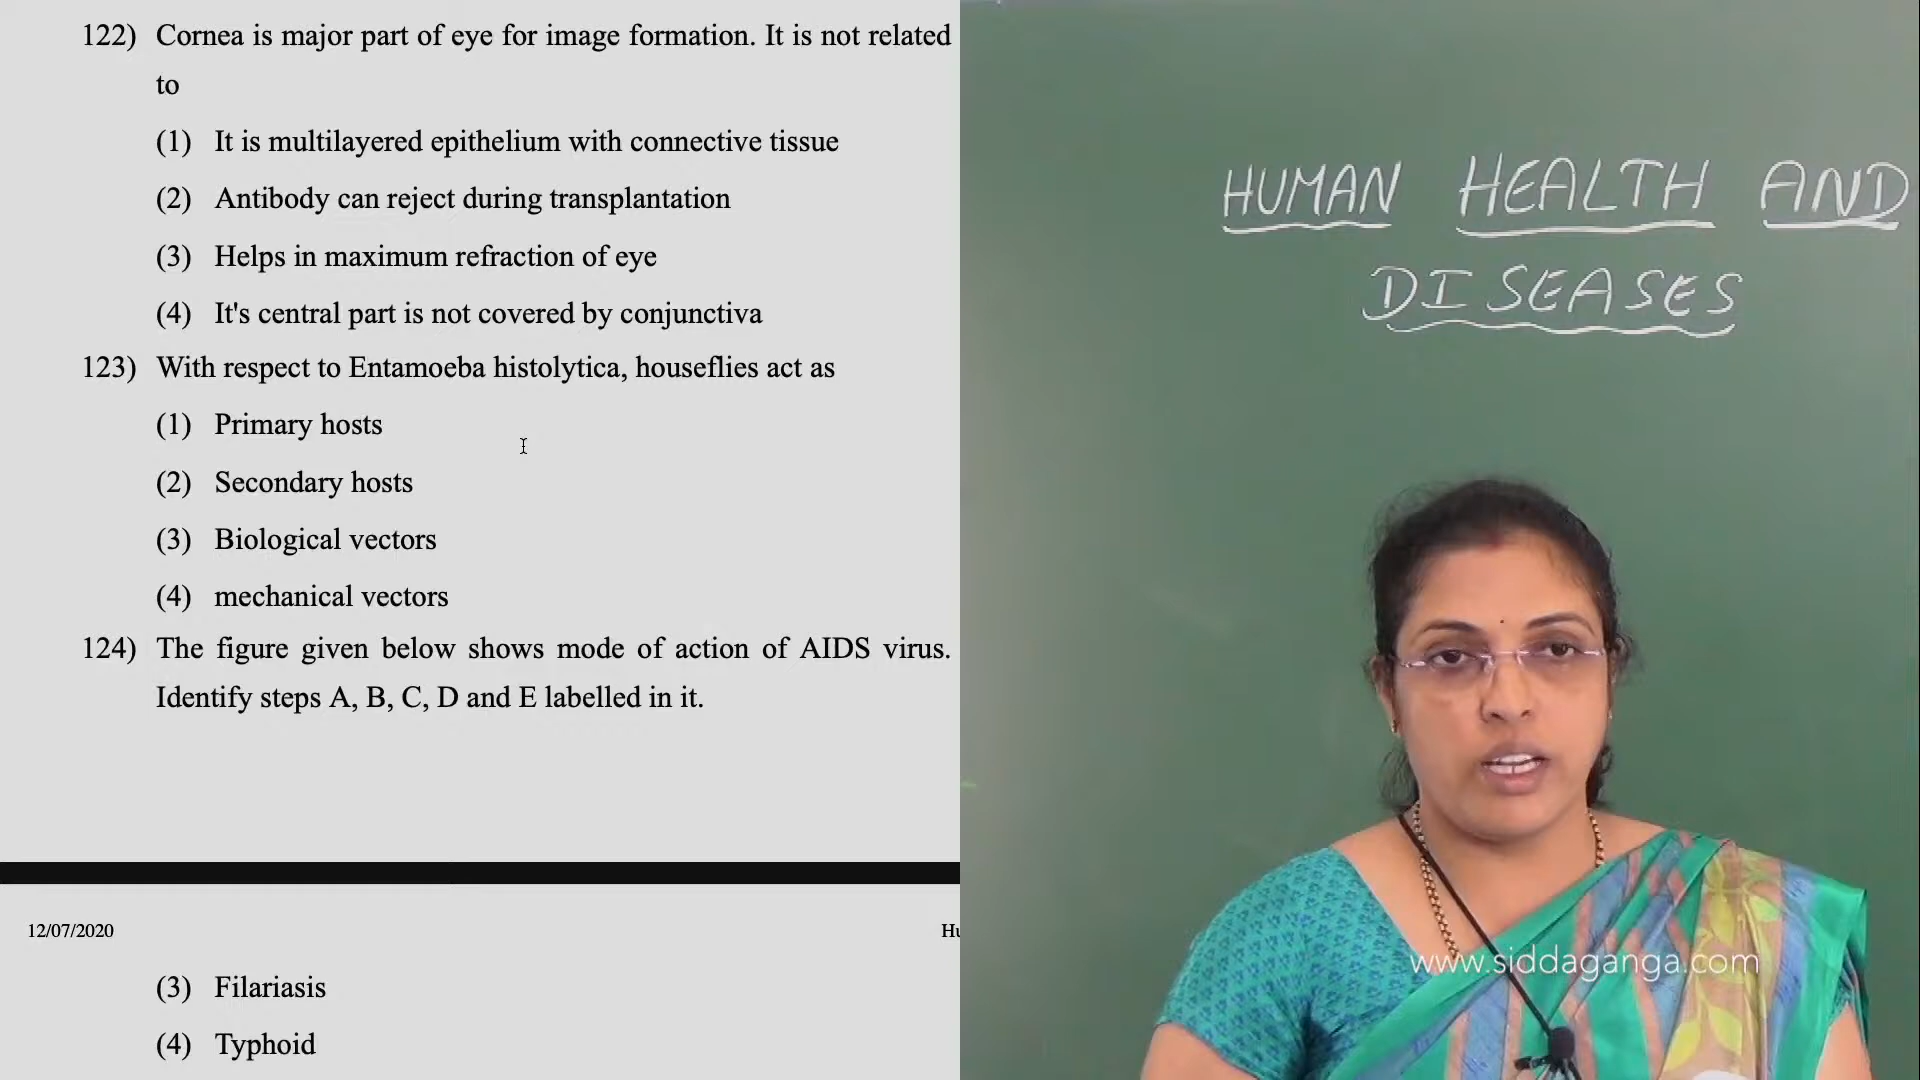 122) Cornea is major part of eye for image formation. It is not related
to
(1) It is multilayered epithelium with connective tissue
(2) Antibody can reject during transplantation
(3) Helps in maximum refraction of eye
(4) It's central part is not covered by conjunctiva
123) With respect to Entamoeba histolytica, houseflies act as
(1) Primary hosts
(2) Secondary hosts
(3) Biological vectors
(4) mechanical vectors
124) The figure given below shows mode of action of AIDS virus.
Identify steps A, B, C, D and E labelled in it.
12/07/2020
Hu
(3) Filariasis
(4) Typhoid
HUMAN HEALTH AND
DISEASES
www.siddaganga.com